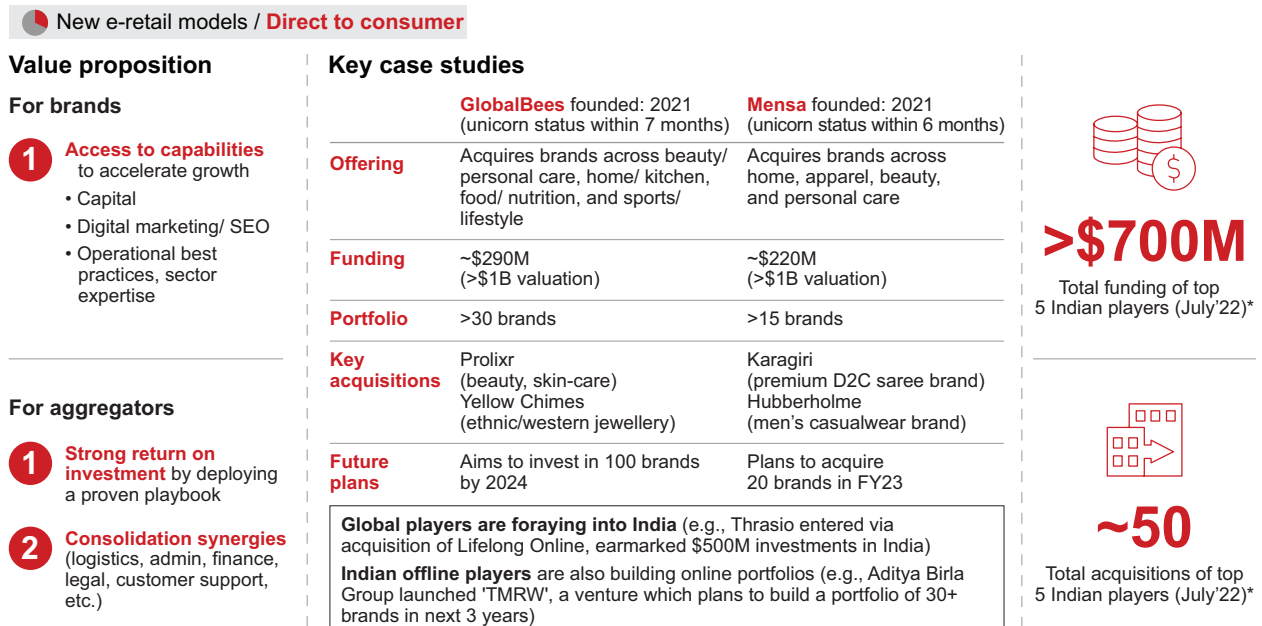 New e-retail models / Direct to consumer
Value proposition
For brands
1
Access to capabilities
to accelerate growth
• Capital
• Digital marketing/ SEO
• Operational best
practices, sector
expertise
For aggregators
1
Strong return on
investment by deploying
a proven playbook
2
Consolidation synergies
(logistics, admin, finance,
legal, customer support,
etc.)
Key case studies
GlobalBees founded: 2021
(unicorn status within 7 months)
Mensa founded: 2021
(unicorn status within 6 months)
Offering
Acquires brands across beauty/
personal care, home/ kitchen,
food/ nutrition, and sports/
lifestyle
Acquires brands across
home, apparel, beauty,
and personal care
Funding
~$290M
(>$1B valuation)
~$220M
(>$1B valuation)
Portfolio
>30 brands
>15 brands
Key
acquisitions
Prolixr
(beauty, skin-care)
Yellow Chimes
(ethnic/western jewellery)
Karagiri
(premium D2C saree brand)
Hubberholme
(men's casualwear brand)
Future
plans
Aims to invest in 100 brands
by 2024
Plans to acquire
20 brands in FY23
Global players are foraying into India (e.g., Thrasio entered via
acquisition of Lifelong Online, earmarked $500M investments in India)
Indian offline players are also building online portfolios (e.g., Aditya Birla
Group launched 'TMRW', a venture which plans to build a portfolio of 30+
brands in next 3 years)
$
>$700M
Total funding of top
5 Indian players (July'22)*
~50
Total acquisitions of top
5 Indian players (July'22)*